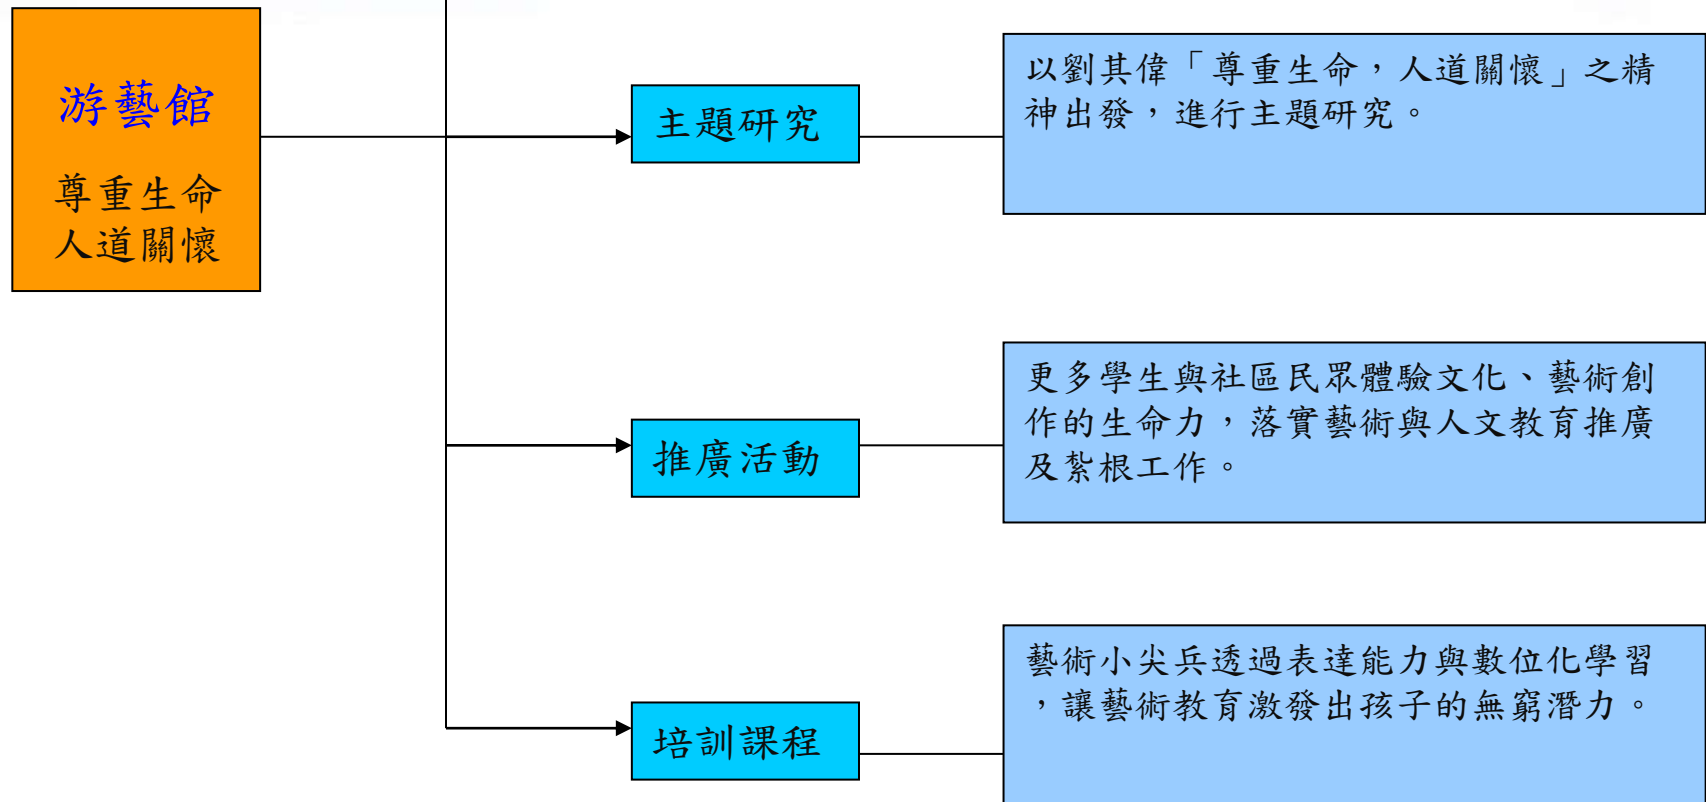 游藝館
尊重生命
人道關懷
主題研究
以劉其偉「尊重生命，人道關懷」之精
神出發，進行主題研究。
推廣活動
更多學生與社區民眾體驗文化、藝術創
作的生命力，落實藝術與人文教育推廣
及紮根工作。
培訓課程
藝術小尖兵透過表達能力與數位化學習
，讓藝術教育激發出孩子的無窮潛力。